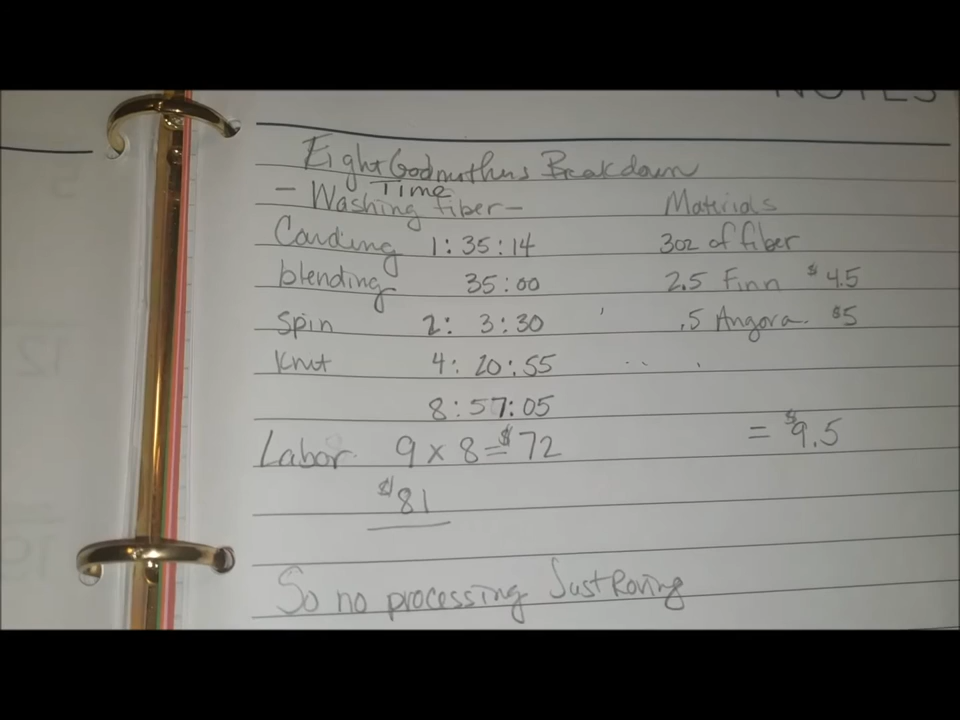 NOTES
Eight Godmuthers Breakdown
- Time
Washing fiber -
Materials
Carding 1:35:14 3oz of fiber
blending 35:00 2.5 Finn $4.5
Spin 2: 3:30 .5 Angora. $5
Knit 4:20:55
8:57:05
Labor. 9 x 8 = $72 = $9.5
$81
So no processing Just Roving